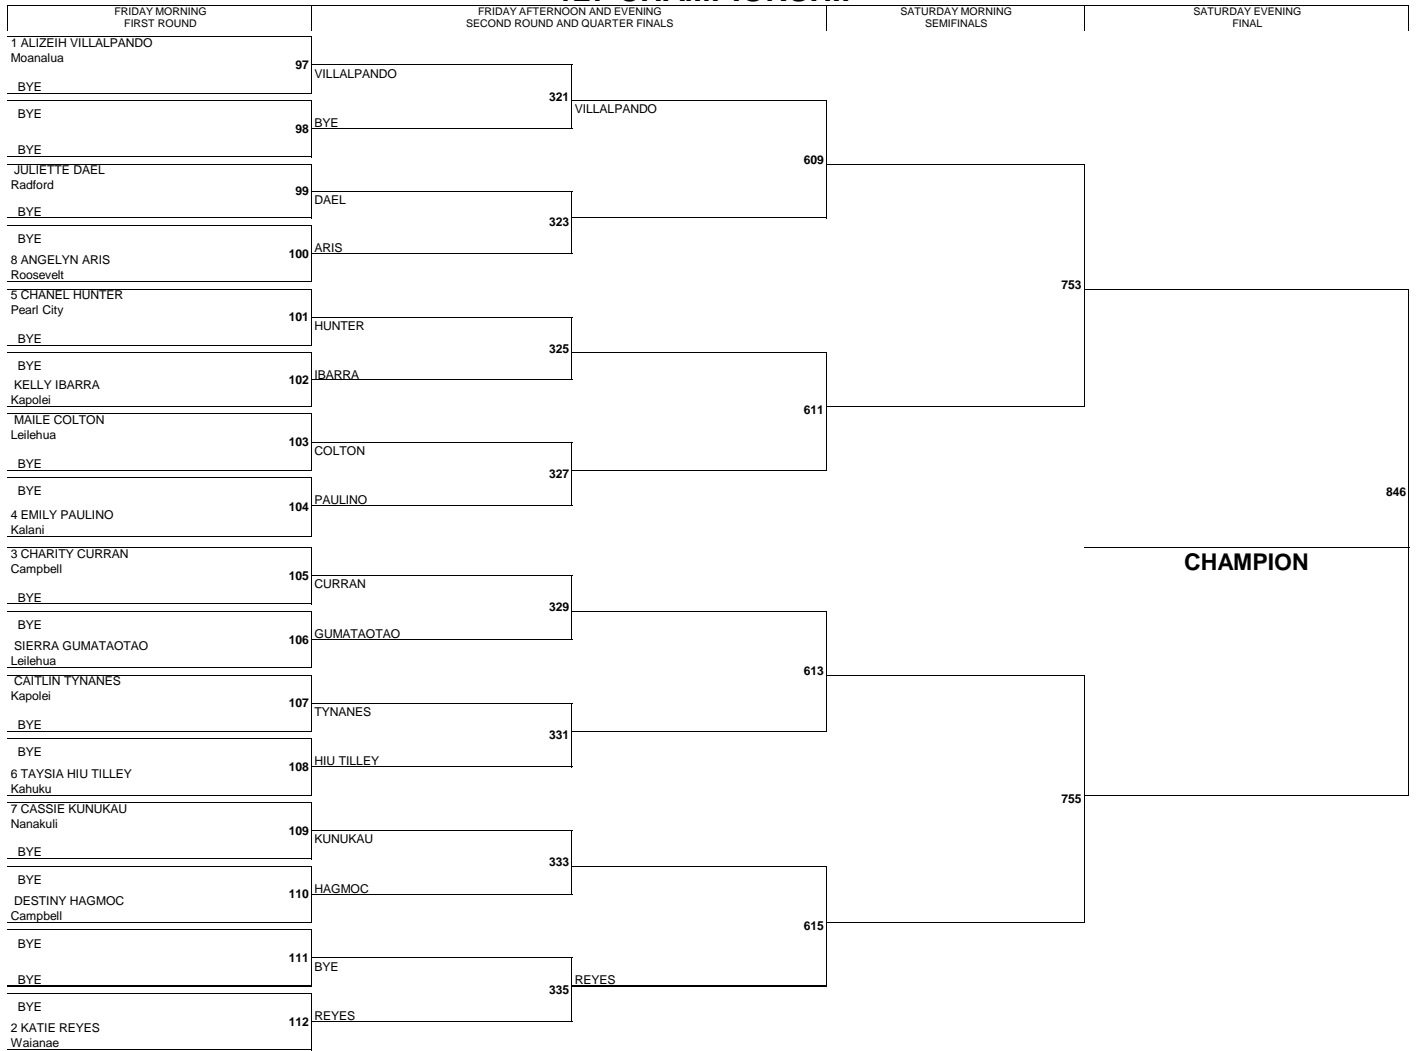 FRIDAY MORNING
FIRST ROUND
FRIDAY AFTERNOON AND EVENING
SECOND ROUND AND QUARTER FINALS
SATURDAY MORNING
SEMIFINALS
SATURDAY EVENING
FINAL
1 ALIZEIH VILLALPANDO
Moanalua
97
BYE
BYE
98
BYE
JULIETTE DAEL
Radford
99
BYE
BYE
100
8 ANGELYN ARIS
Roosevelt
5 CHANEL HUNTER
Pearl City
101
BYE
BYE
102
KELLY IBARRA
Kapolei
MAILE COLTON
Leilehua
103
BYE
BYE
104
4 EMILY PAULINO
Kalani
3 CHARITY CURRAN
Campbell
105
BYE
BYE
106
SIERRA GUMATAOTAO
Leilehua
CAITLIN TYNANES
Kapolei
107
BYE
BYE
108
6 TAYSIA HIU TILLEY
Kahuku
7 CASSIE KUNUKAU
Nanakuli
109
BYE
BYE
110
DESTINY HAGMOC
Campbell
BYE
111
BYE
BYE
112
2 KATIE REYES
Waianae
VILLALPANDO
321
BYE
DAEL
323
ARIS
HUNTER
325
IBARRA
COLTON
327
PAULINO
CURRAN
329
GUMATAOTAO
TYNANES
331
HIU TILLEY
KUNUKAU
333
HAGMOC
BYE
335
REYES
VILLALPANDO
609
611
613
615
REYES
753
755
846
CHAMPION